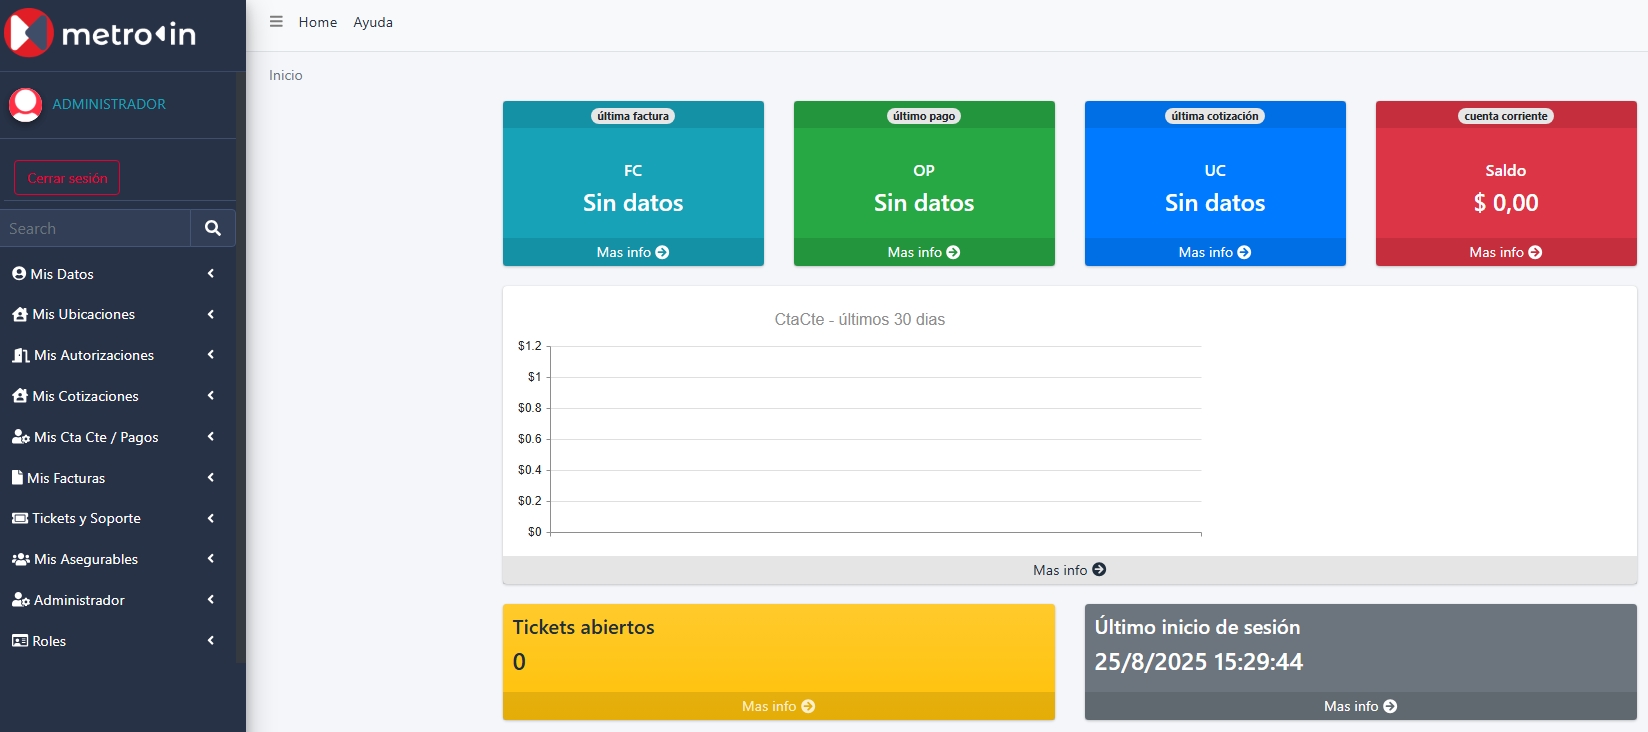 metro in
ADMINISTRADOR
Cerrar sesión
Search
Mis Datos
Mis Ubicaciones
Mis Autorizaciones
Mis Cotizaciones
Mis Cta Cte / Pagos
Mis Facturas
Tickets y Soporte
Mis Asegurables
Administrador
Roles
Home Ayuda
Inicio
última factura
FC
Sin datos
Mas info
último pago
OP
Sin datos
Mas info
última cotización
UC
Sin datos
Mas info
cuenta corriente
Saldo
$ 0,00
Mas info
CtaCte - últimos 30 dias
$1.2
$1
$0.8
$0.6
$0.4
$0.2
$0
Mas info
Tickets abiertos
0
Mas info
Último inicio de sesión
25/8/2025 15:29:44
Mas info